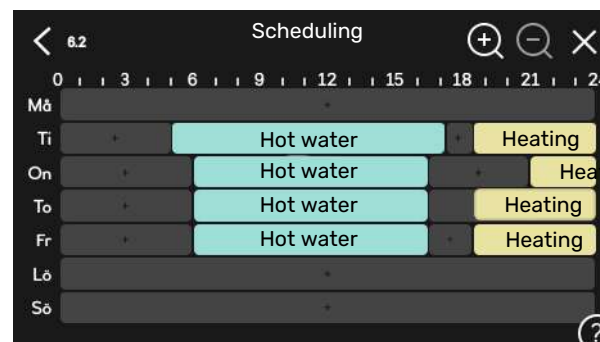 6.2 Scheduling
0 3 6 9 12 15 18 21 2
Må
Ti Hot water Heating
On Hot water Hea
To Hot water Heating
Fr Hot water Heating
Lö
Sö
?